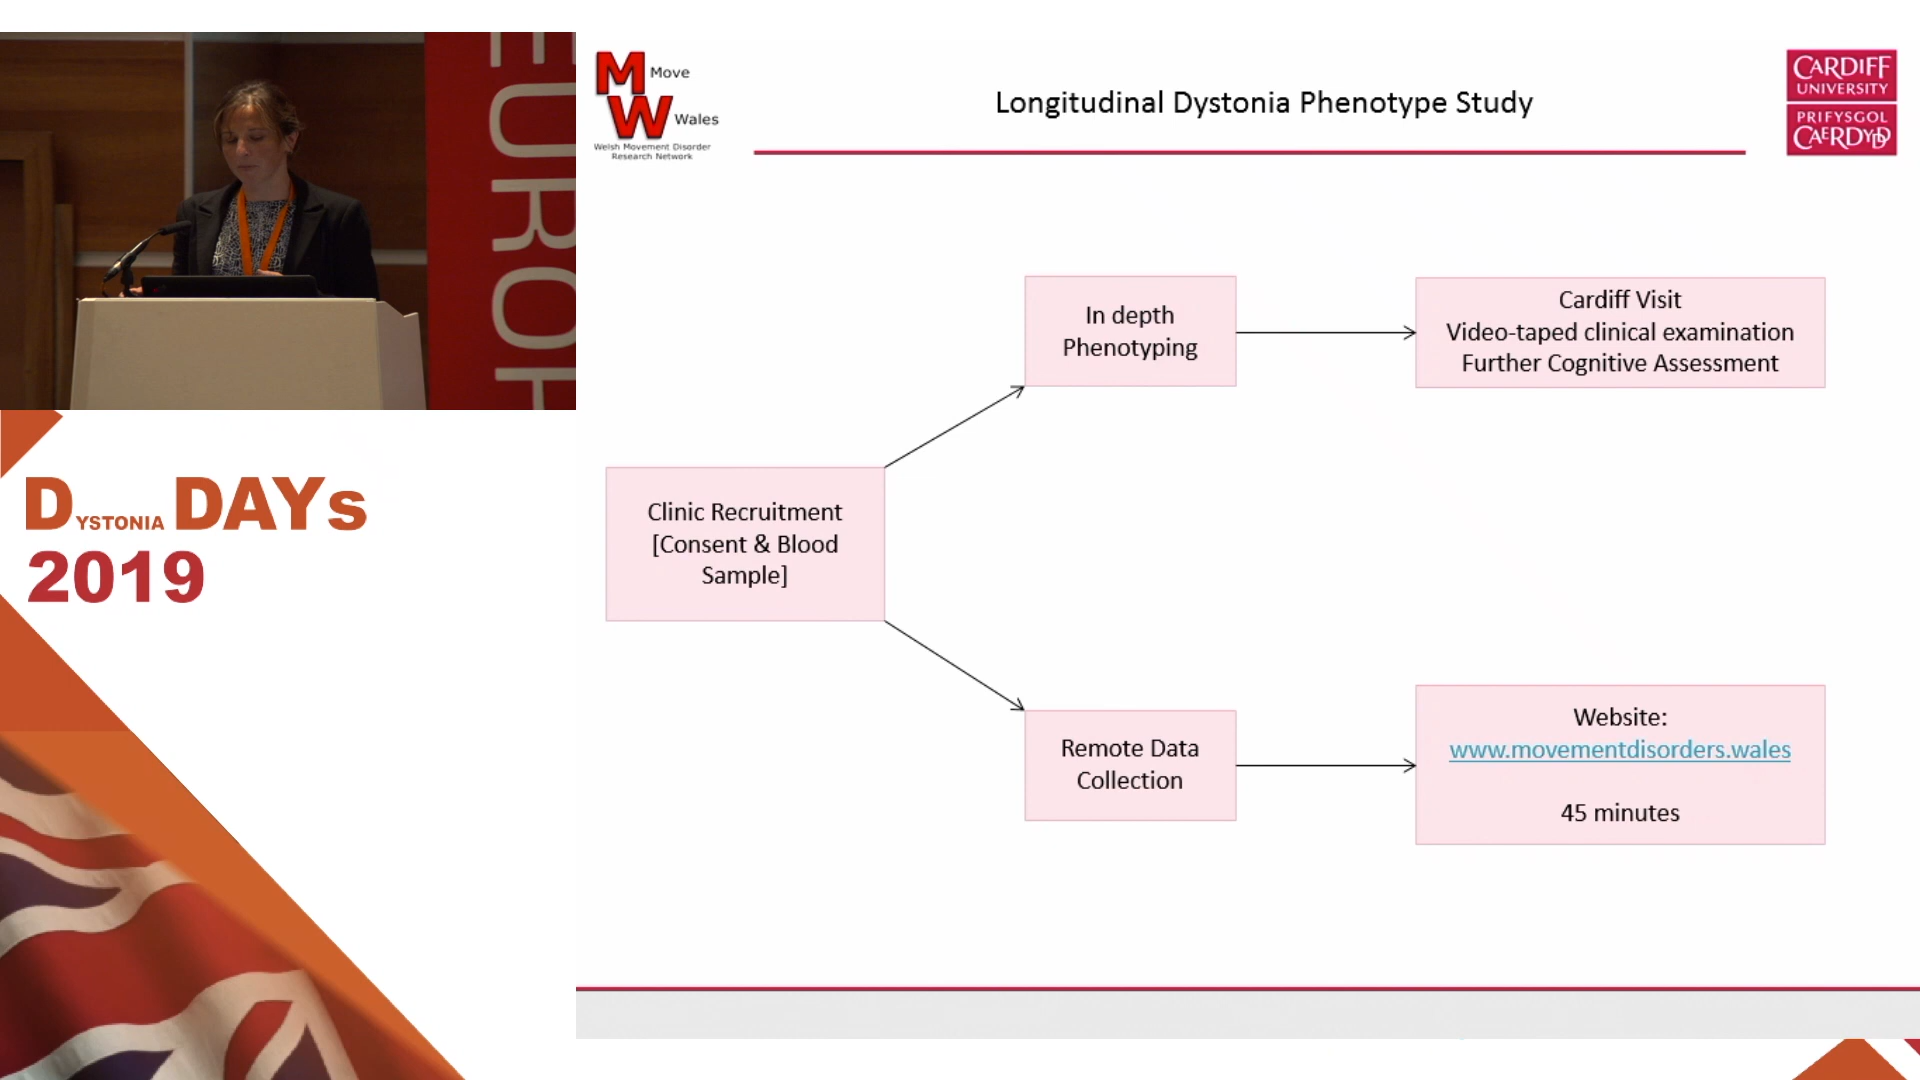 EUROP
DYSTONIA DAYs
2019
M Move
W Wales
Welsh Movement Disorder
Research Network
Longitudinal Dystonia Phenotype Study
CARDIFF
UNIVERSITY
PRIFYSGOL
CAERDYDD
In depth
Phenotyping
Cardiff Visit
Video-taped clinical examination
Further Cognitive Assessment
Clinic Recruitment
[Consent & Blood
Sample]
Remote Data
Collection
Website:
www.movementdisorders.wales
45 minutes